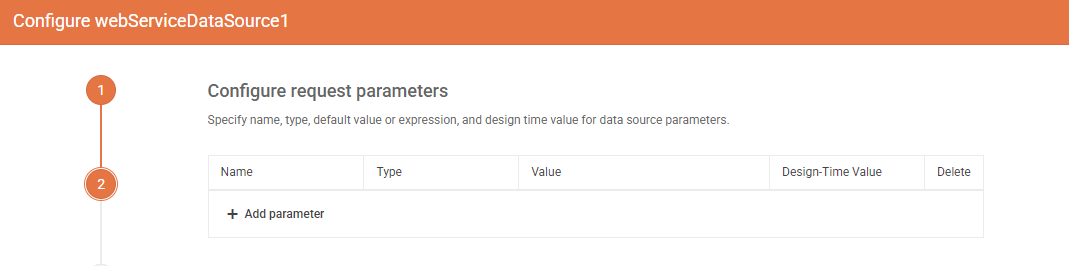 Configure webServiceDataSource1
1
Configure request parameters
Specify name, type, default value or expression, and design time value for data source parameters.
2
Name Type Value Design-Time Value Delete
+ Add parameter